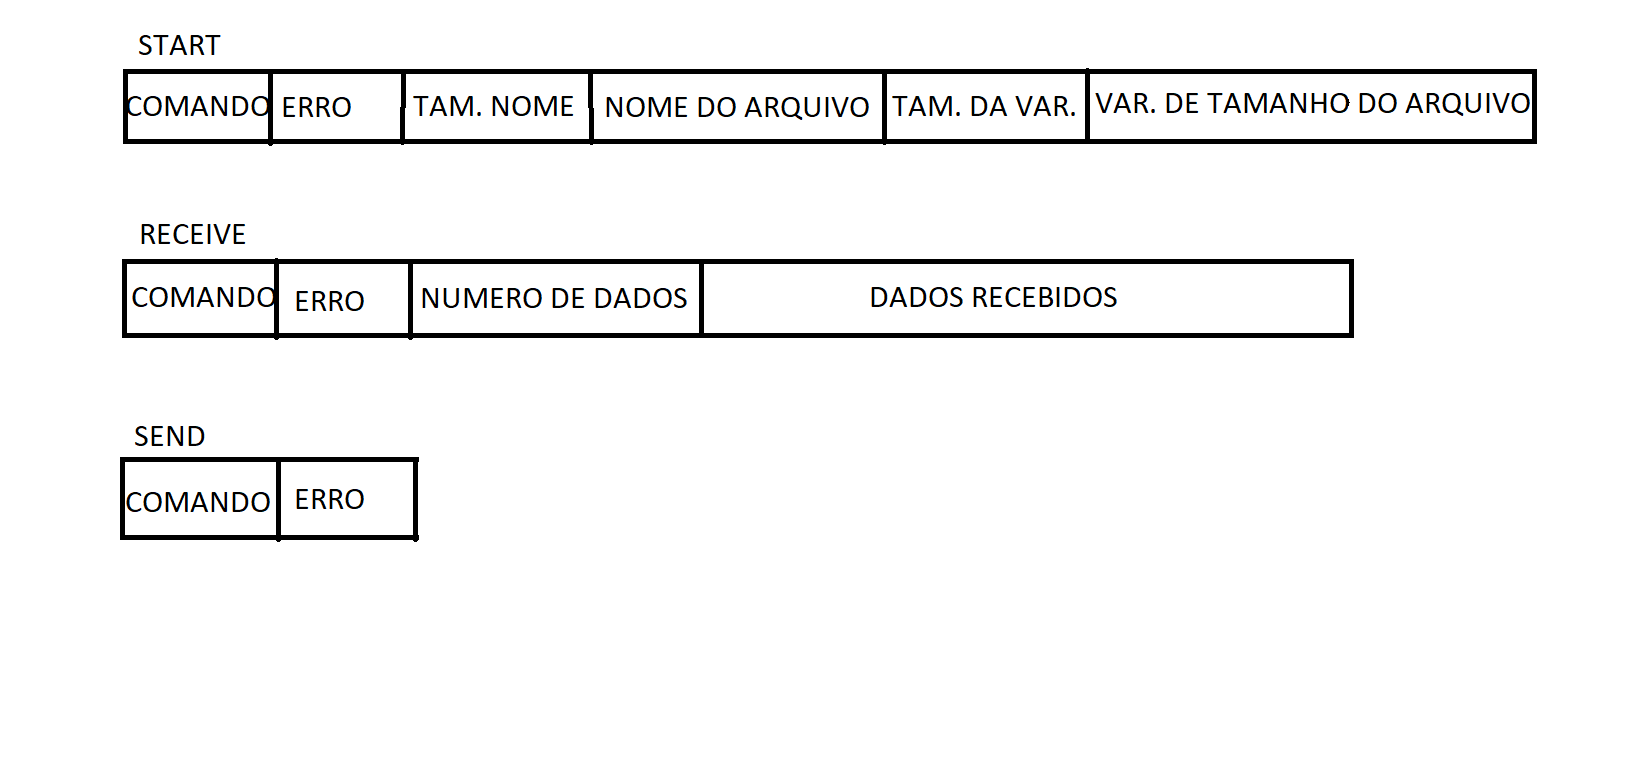 START
COMANDO ERRO TAM. NOME NOME DO ARQUIVO TAM. DA VAR. VAR. DE TAMANHO DO ARQUIVO
RECEIVE
COMANDO ERRO NUMERO DE DADOS DADOS RECEBIDOS
SEND
COMANDO ERRO